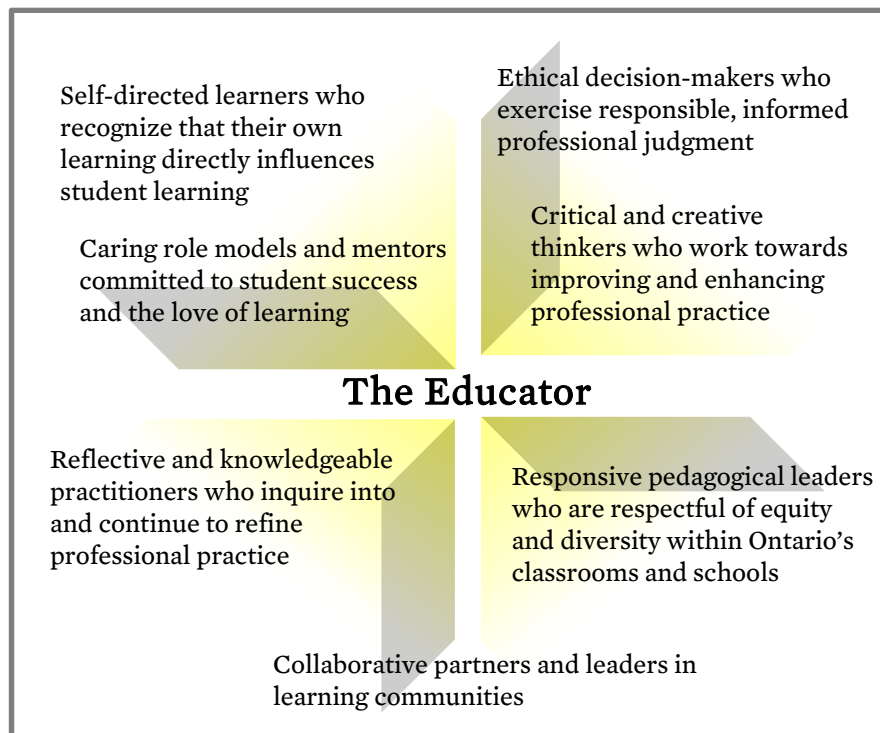 Self-directed learners who
recognize that their own
learning directly influences
student learning
Ethical decision-makers who
exercise responsible, informed
professional judgment
Caring role models and mentors
committed to student success
and the love of learning
Critical and creative
thinkers who work towards
improving and enhancing
professional practice
The Educator
Reflective and knowledgeable
practitioners who inquire into
and continue to refine
professional practice
Responsive pedagogical leaders
who are respectful of equity
and diversity within Ontario’s
classrooms and schools
Collaborative partners and leaders in
learning communities